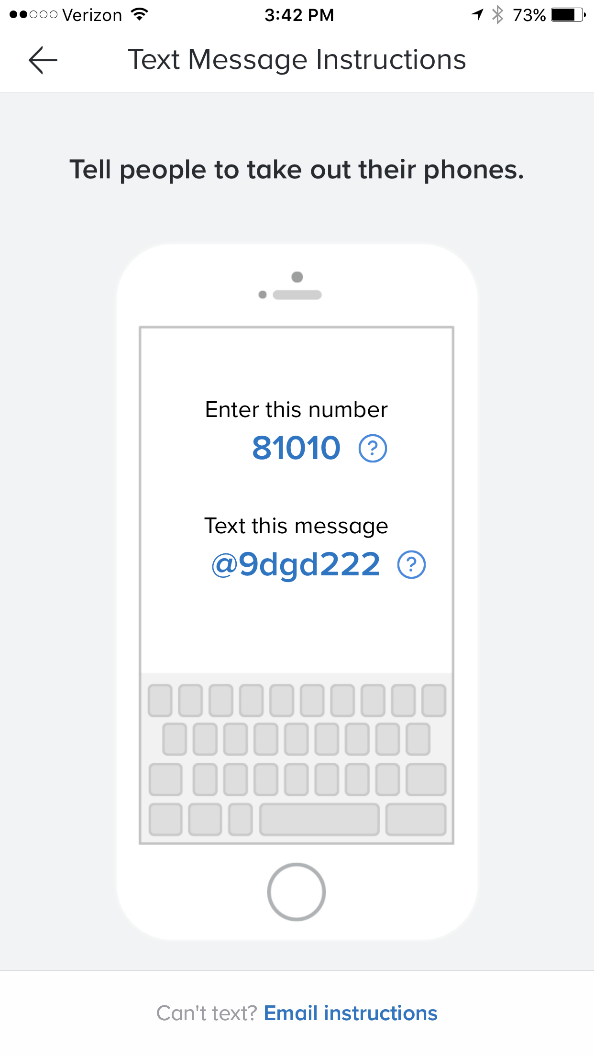 Verizon 3:42 PM 73%
Text Message Instructions
Tell people to take out their phones.
Enter this number
81010 ?
Text this message
@9dgd222 ?
Can't text? Email instructions